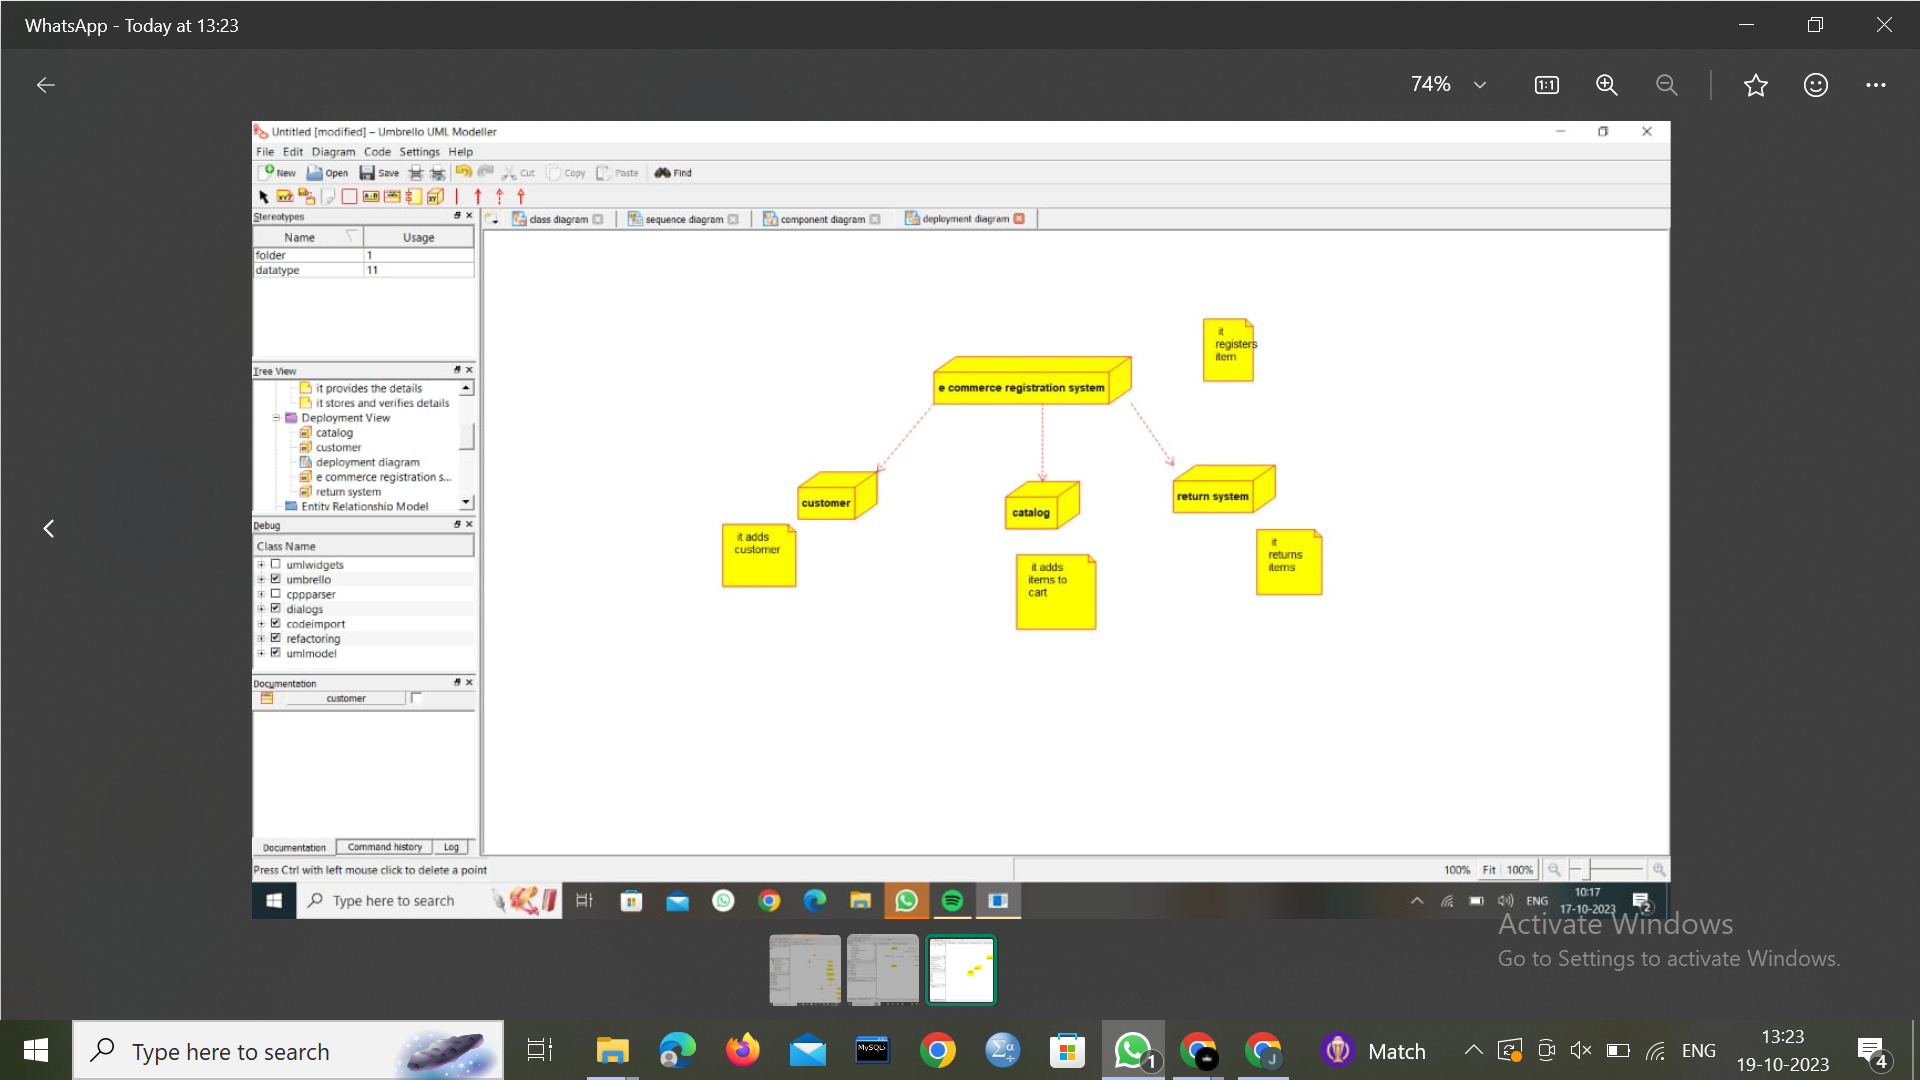 WhatsApp - Today at 13:23
74%
1:1
Untitled [modified] – Umbrello UML Modeller
File Edit Diagram Code Settings Help
New Open Save Cut Copy Paste Find
Stereotypes
class diagram sequence diagram component diagram deployment diagram
Name Usage
folder 1
datatype 11
Tree View
it provides the details
it stores and verifies details
Deployment View
catalog
customer
deployment diagram
e commerce registration s...
return system
Entity Relationship Model
Debug
Class Name
umlwidgets
umbrello
cppparser
dialogs
codeimport
refactoring
umlmodel
Documentation
customer
it
registers
item
e commerce registration system
customer
catalog
return system
it adds
customer
it adds
items to
cart
it
returns
items
Documentation Command history Log
Press Ctrl with left mouse click to delete a point
100% Fit 100%
Type here to search
ENG
10:17
17-10-2023
2
Activate Windows
Go to Settings to activate Windows.
Type here to search
MySQL
1
J
Match
ENG
13:23
19-10-2023
4